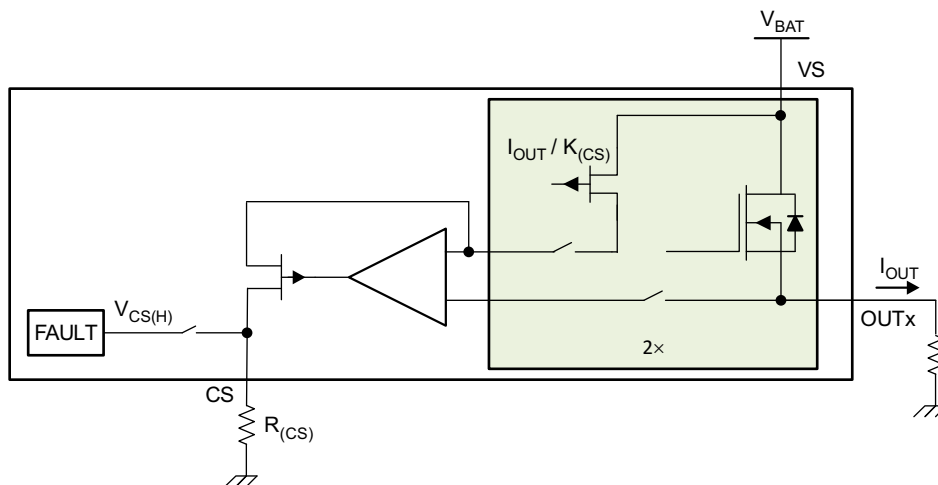 V_BAT
VS
I_OUT / K_(CS)
I_OUT
V_CS(H)
FAULT
OUTx
2×
CS
R_(CS)